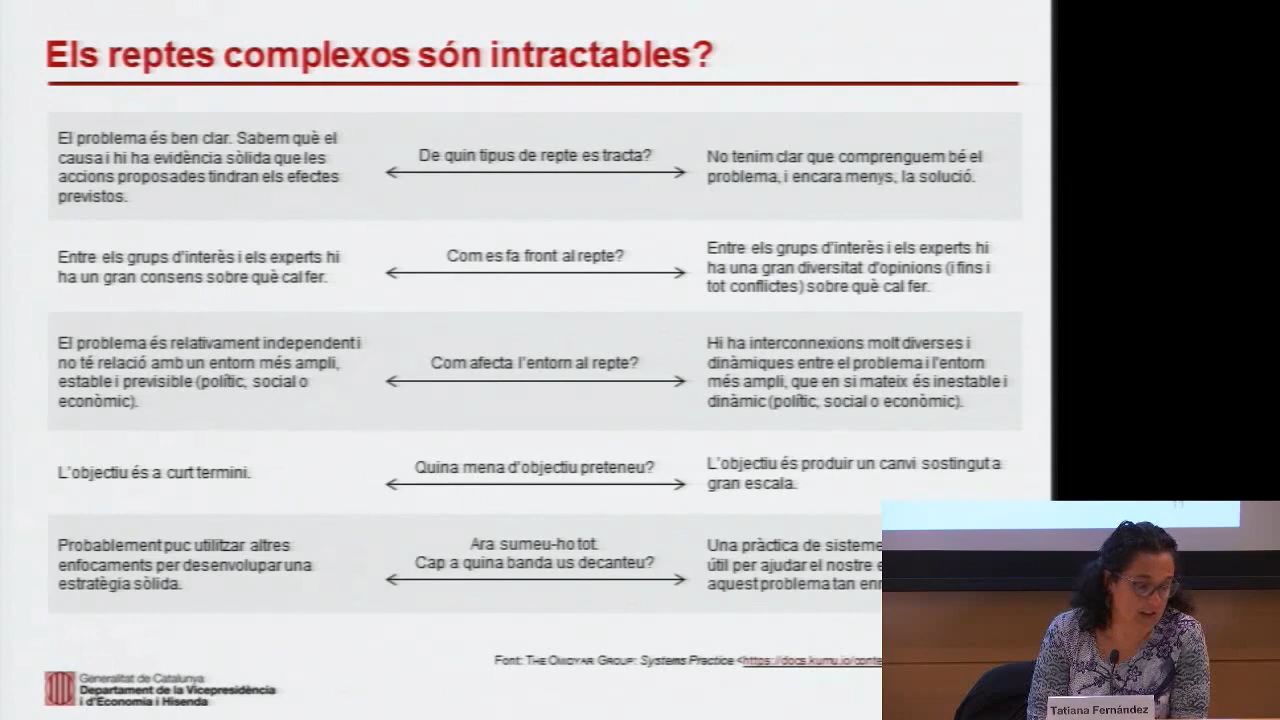 Els reptes complexos són intractables?
El problema és ben clar. Sabem què el
causa i hi ha evidència sòlida que les
accions proposades tindran els efectes
previstos.
De quin tipus de repte es tracta?
No tenim clar que comprenguem bé el
problema, i encara menys, la solució.
Entre els grups d'interès i els experts hi
ha un gran consens sobre què cal fer.
Com es fa front al repte?
Entre els grups d'interès i els experts hi
ha una gran diversitat d'opinions (i fins i
tot conflictes) sobre què cal fer.
El problema és relativament independent i
no té relació amb un entorn més ampli,
estable i previsible (polític, social o
econòmic).
Com afecta l'entorn al repte?
Hi ha interconnexions molt diverses i
dinàmiques entre el problema i l'entorn
més ampli, que en si mateix és inestable i
dinàmic (polític, social o econòmic).
L'objectiu és a curt termini.
Quina mena d'objectiu preteneu?
L'objectiu és produir un canvi sostingut a
gran escala.
Probablement puc utilitzar altres
enfocaments per desenvolupar una
estratègia sòlida.
Ara sumeu-ho tot.
Cap a quina banda us decanteu?
Una pràctica de sisteme
útil per ajudar el nostre e
aquest problema tan enr
Font: THE OMIDYAR GROUP: Systems Practice <https://docs.kumu.io/conte
Generalitat de Catalunya
Departament de la Vicepresidència
i d'Economia i Hisenda
Tatiana Fernández